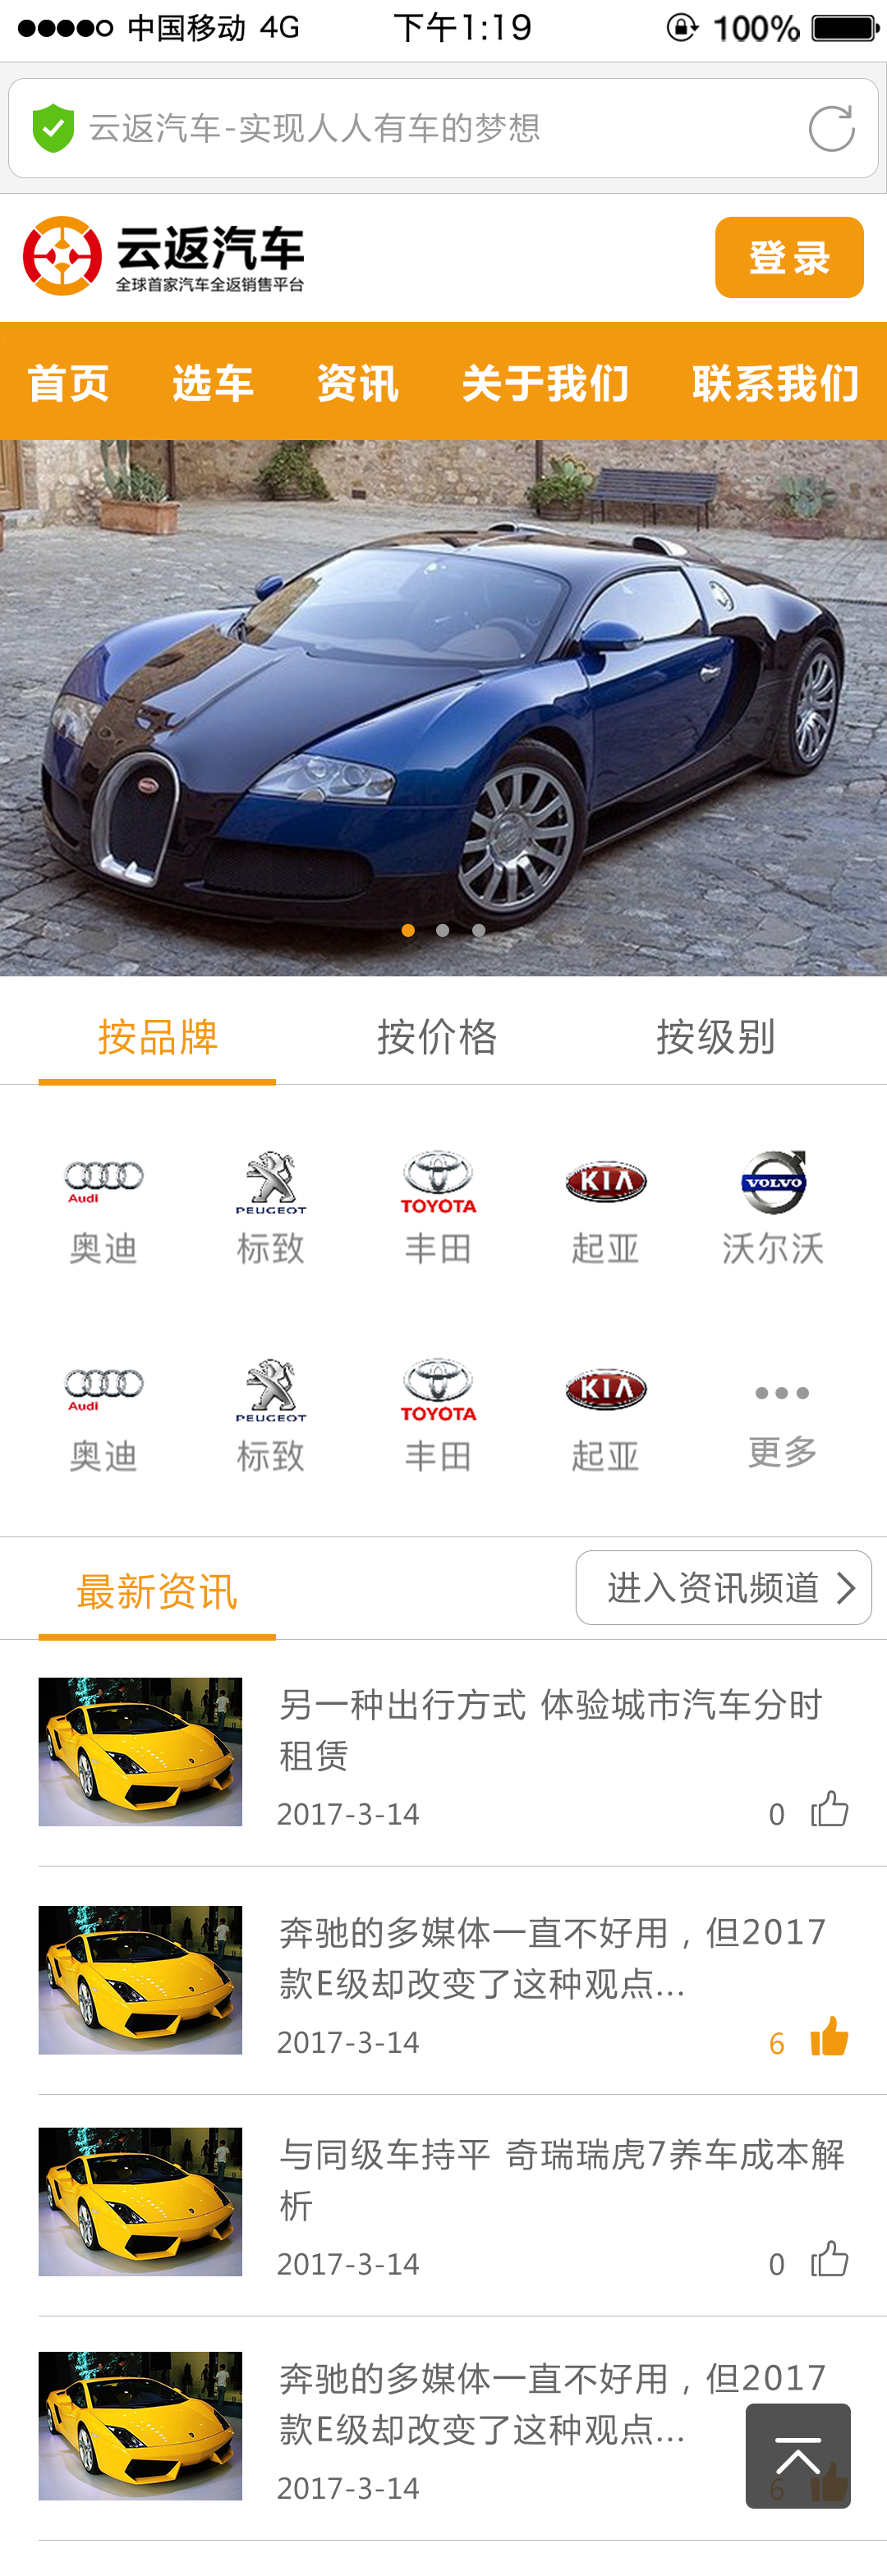 中国移动 4G 下午1:19 100%
云返汽车-实现人人有车的梦想
云返汽车
全球首家汽车全返销售平台
登录
首页 选车 资讯 关于我们 联系我们
按品牌 按价格 按级别
Audi PEUGEOT TOYOTA KIA VOLVO
奥迪 标致 丰田 起亚 沃尔沃
Audi PEUGEOT TOYOTA KIA
奥迪 标致 丰田 起亚 更多
最新资讯 进入资讯频道
另一种出行方式 体验城市汽车分时
租赁
2017-3-14 0
奔驰的多媒体一直不好用，但2017
款E级却改变了这种观点...
2017-3-14 6
与同级车持平 奇瑞瑞虎7养车成本解
析
2017-3-14 0
奔驰的多媒体一直不好用，但2017
款E级却改变了这种观点...
2017-3-14 6